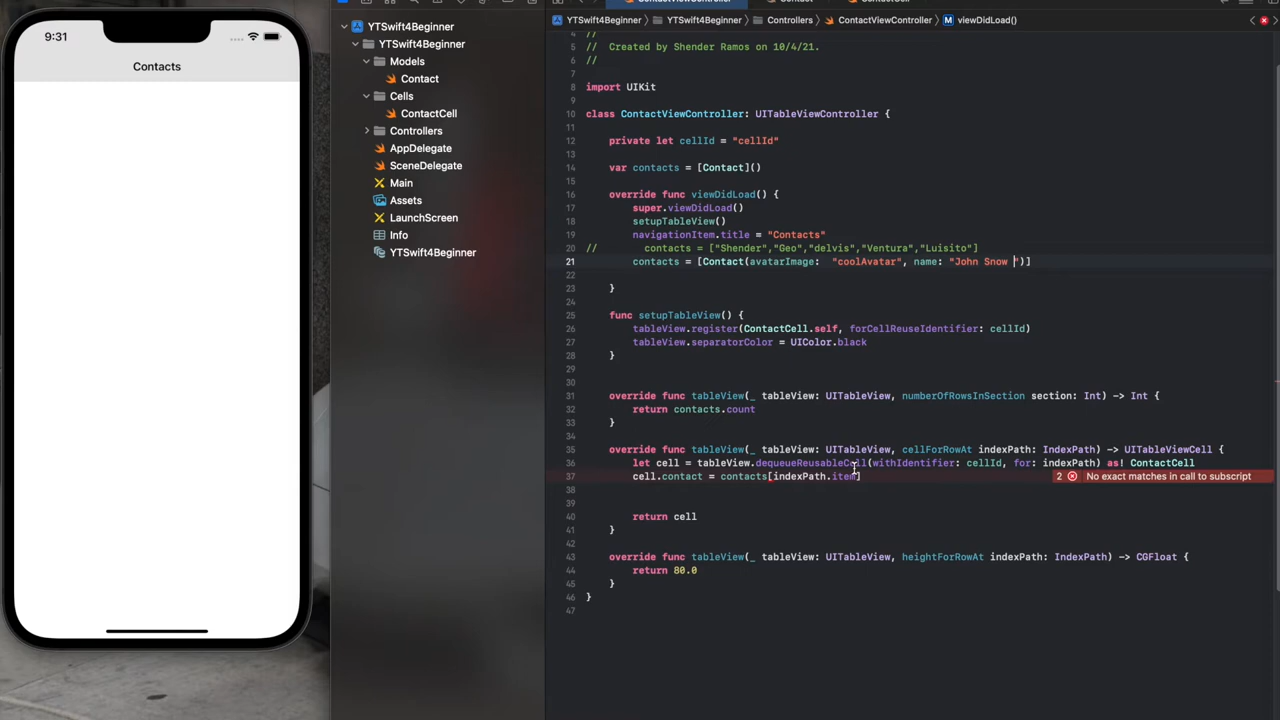 9:31
Contacts
YTSwift4Beginner
YTSwift4Beginner
Models
Contact
Cells
ContactCell
Controllers
AppDelegate
SceneDelegate
Main
Assets
LaunchScreen
Info
YTSwift4Beginner
YTSwift4Beginner YTSwift4Beginner Controllers ContactViewController M viewDidLoad()
4 //
5 // Created by Shender Ramos on 10/4/21.
6 //
7
8 import UIKit
9
10 class ContactViewController: UITableViewController {
11
12 private let cellId = "cellId"
13
14 var contacts = [Contact]()
15
16 override func viewDidLoad() {
17 super.viewDidLoad()
18 setupTableView()
19 navigationItem.title = "Contacts"
20 // contacts = ["Shender","Geo","delvis","Ventura","Luisito"]
21 contacts = [Contact(avatarImage: "coolAvatar", name: "John Snow ")]
22
23 }
24
25 func setupTableView() {
26 tableView.register(ContactCell.self, forCellReuseIdentifier: cellId)
27 tableView.separatorColor = UIColor.black
28 }
29
30
31 override func tableView(_ tableView: UITableView, numberOfRowsInSection section: Int) -> Int {
32 return contacts.count
33 }
34
35 override func tableView(_ tableView: UITableView, cellForRowAt indexPath: IndexPath) -> UITableViewCell {
36 let cell = tableView.dequeueReusableCell(withIdentifier: cellId, for: indexPath) as! ContactCell
37 cell.contact = contacts[indexPath.item] 2 No exact matches in call to subscript
38
39
40 return cell
41 }
42
43 override func tableView(_ tableView: UITableView, heightForRowAt indexPath: IndexPath) -> CGFloat {
44 return 80.0
45 }
46 }
47